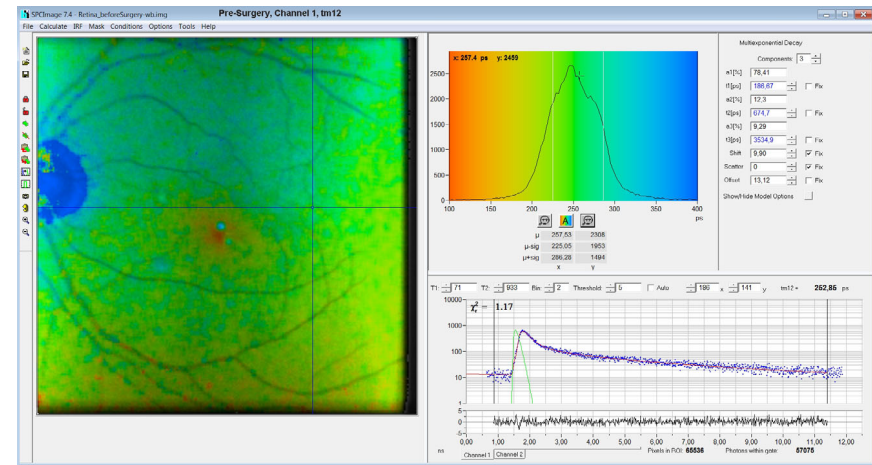 SPCImage 7.4 - Retina_beforeSurgery-wb.img
Pre-Surgery, Channel 1, tm12
File Calculate IRF Mask Conditions Options Tools Help
x: 257.4 ps y: 2459
2500
2000
1500
1000
500
0
100 150 200 250 300 350 400
ps
μ 257,53 2308
μ-sig 225,05 1953
μ+sig 286,28 1494
x y
Multiexponential Decay
Components: 3
a1[%] 78,41
t1[ps] 186,67 Fix
a2[%] 12,3
t2[ps] 674,7 Fix
a3[%] 9,29
t3[ps] 3534,9 Fix
Shift 9,90 Fix
Scatter 0 Fix
Offset 13,12 Fix
Show/Hide Model Options
T1: 71 T2: 933 Bin 2 Threshold 5 Auto 186 x 141 y tm12 = 252,86 ps
10000
χ²r = 1.17
1000
100
10
1
5
0
-5
0,00 1,00 2,00 3,00 4,00 5,00 6,00 7,00 8,00 9,00 10,00 11,00 12,00
ns Channel 1 Channel 2 Pixels in ROI: 65536 Photons within gate: 57075